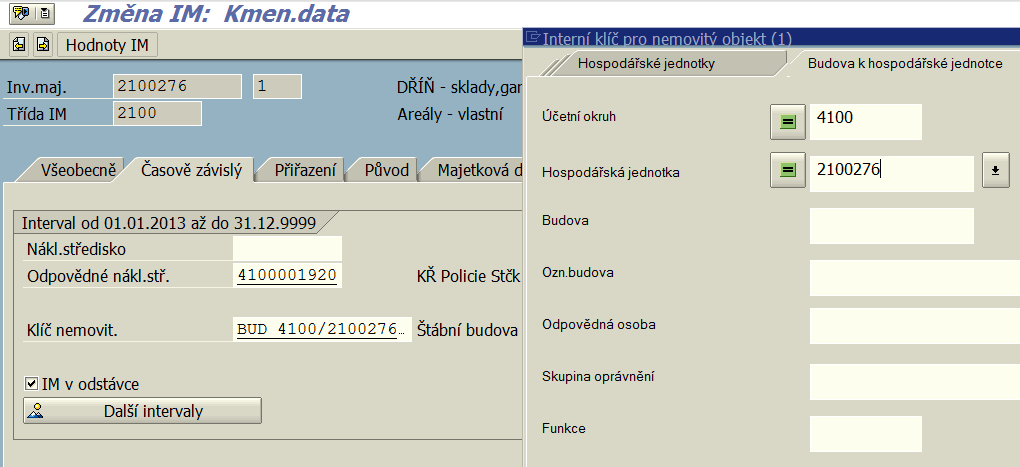 Změna IM: Kmen.data
Hodnoty IM
Inv.maj. 2100276 1 DŘÍŇ - sklady,gar
Třída IM 2100 Areály - vlastní
Všeobecně Časově závislý Přiřazení Původ Majetková d
Interval od 01.01.2013 až do 31.12.9999
Nákl.středisko
Odpovědné nákl.stř. 4100001920 KŘ Policie Stčk
Klíč nemovit. BUD 4100/2100276… Štábní budova
IM v odstávce
Další intervaly
Interní klíč pro nemovitý objekt (1)
Hospodářské jednotky Budova k hospodářské jednotce
Účetní okruh 4100
Hospodářská jednotka 2100276
Budova
Ozn.budova
Odpovědná osoba
Skupina oprávnění
Funkce